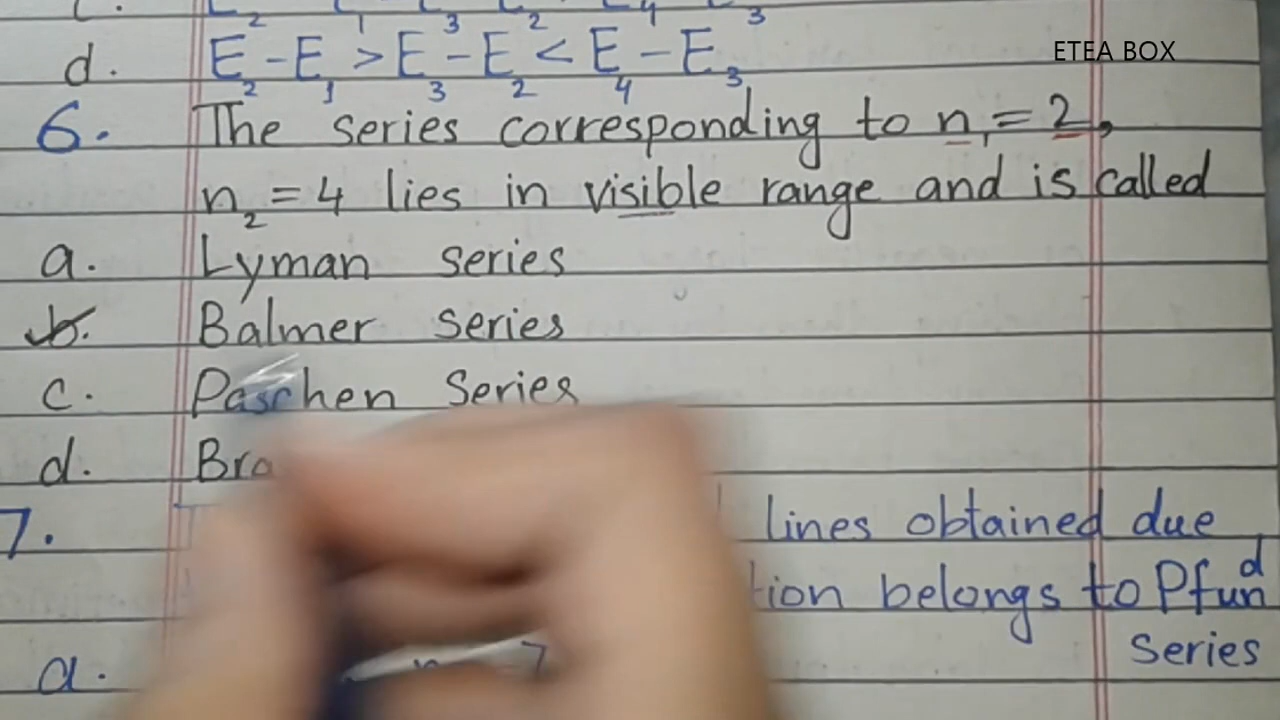 d. E₂-E₁ > E₃-E₂ < E₄-E₃
ETEA BOX
6. The series corresponding to n₁ = 2,
n₂ = 4 lies in visible range and is called
a. Lyman series
b. Balmer series
c. Paschen Series
d. Bra
7. lines obtained due
tion belongs to Pfund
series
a.